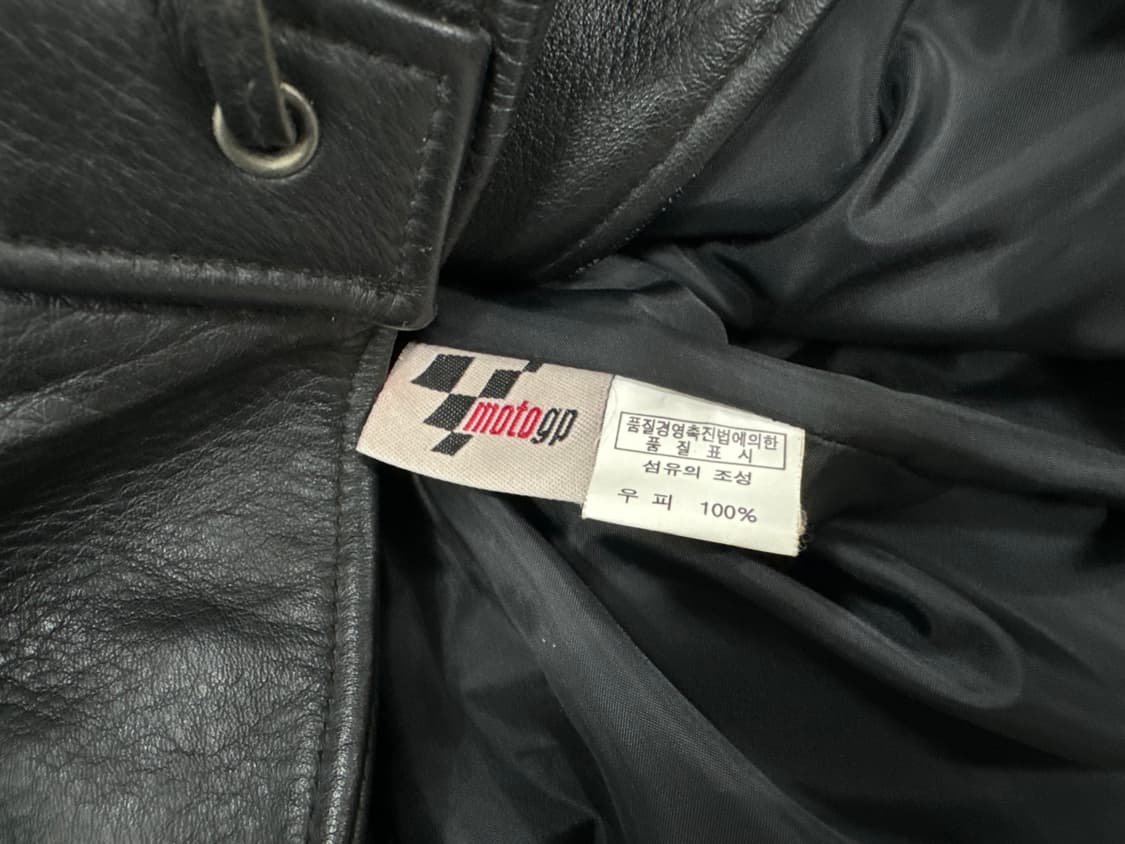 motogp
품질경영촉진법에의한
품 질 표 시
섬유의 조성
우 피 100%